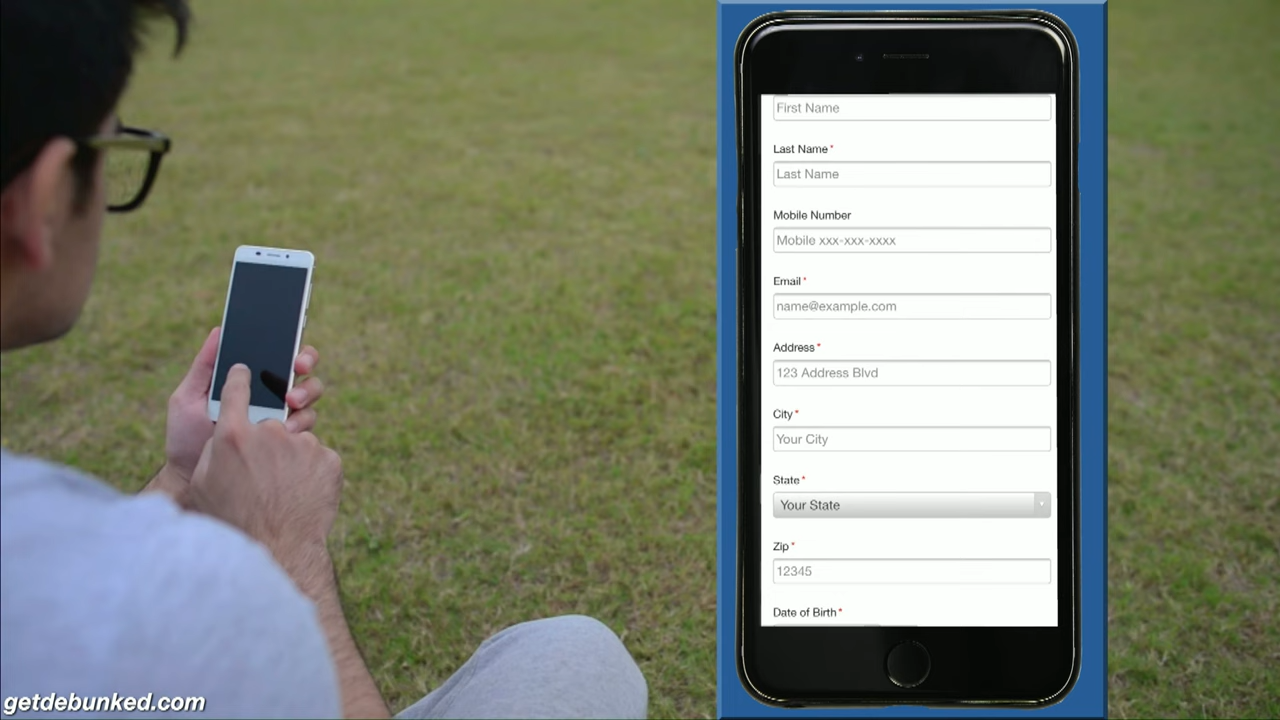 First Name
Last Name *
Last Name
Mobile Number
Mobile xxx-xxx-xxxx
Email *
name@example.com
Address *
123 Address Blvd
City *
Your City
State *
Your State
Zip *
12345
Date of Birth *
getdebunked.com